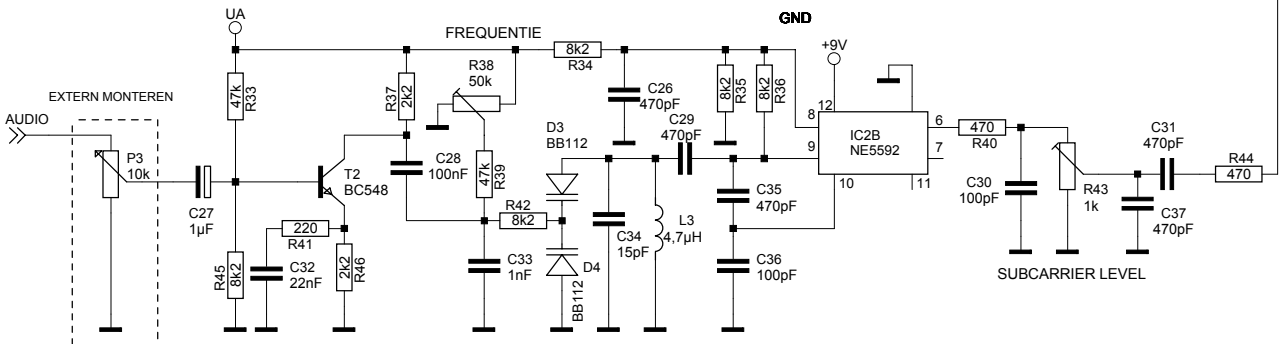 UA
GND
FREQUENTIE
+9V
8k2
R34
EXTERN MONTEREN
AUDIO
P3
10k
C27
1µF
47k
R33
R45
8k2
220
R41
C32
22nF
T2
BC548
2k2
R46
R37
2k2
C28
100nF
R38
50k
47k
R39
R42
8k2
C33
1nF
D3
BB112
D4
BB112
C34
15pF
L3
4,7µH
C26
470pF
C29
470pF
8k2
R35
8k2
R36
C35
470pF
C36
100pF
12
8
9
10
11
6
7
IC2B
NE5592
470
R40
C30
100pF
R43
1k
C31
470pF
C37
470pF
R44
470
SUBCARRIER LEVEL